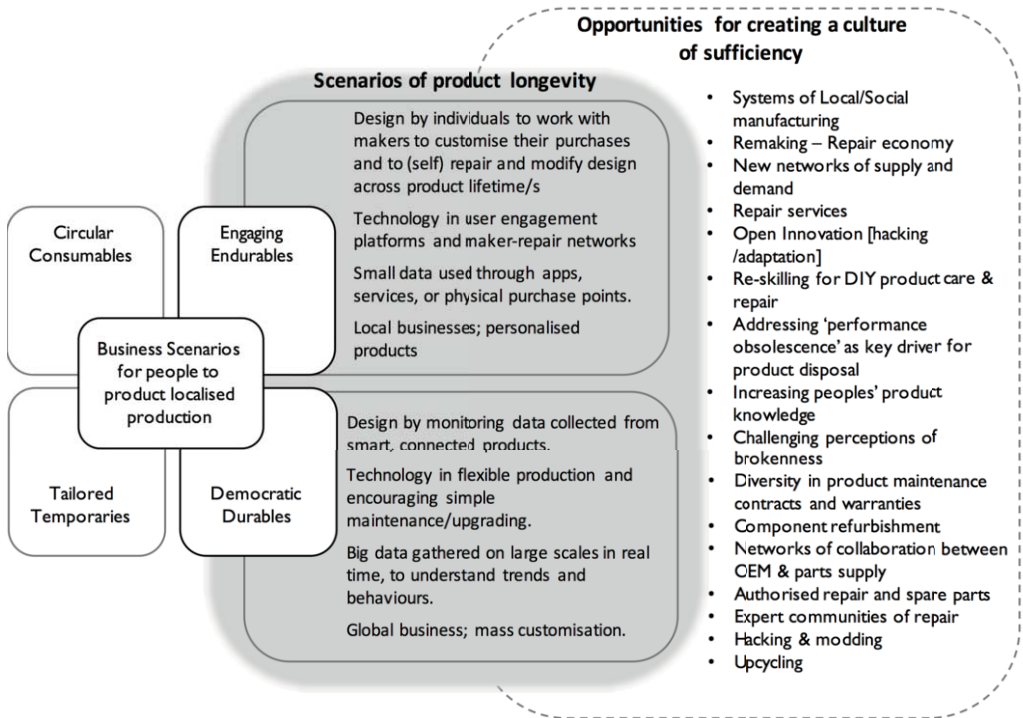 Opportunities for creating a culture
of sufficiency
Scenarios of product longevity
Design by individuals to work with
makers to customise their purchases
and to (self) repair and modify design
across product lifetime/s
Technology in user engagement
platforms and maker-repair networks
Small data used through apps,
services, or physical purchase points.
Local businesses; personalised
products
Circular
Consumables
Engaging
Endurables
Business Scenarios
for people to
product localised
production
Tailored
Temporaries
Democratic
Durables
Design by monitoring data collected from
smart, connected products.
Technology in flexible production and
encouraging simple
maintenance/upgrading.
Big data gathered on large scales in real
time, to understand trends and
behaviours.
Global business; mass customisation.
• Systems of Local/Social
manufacturing
• Remaking – Repair economy
• New networks of supply and
demand
• Repair services
• Open Innovation [hacking
/adaptation]
• Re-skilling for DIY product care &
repair
• Addressing ‘performance
obsolescence’ as key driver for
product disposal
• Increasing peoples’ product
knowledge
• Challenging perceptions of
brokenness
• Diversity in product maintenance
contracts and warranties
• Component refurbishment
• Networks of collaboration between
OEM & parts supply
• Authorised repair and spare parts
• Expert communities of repair
• Hacking & modding
• Upcycling